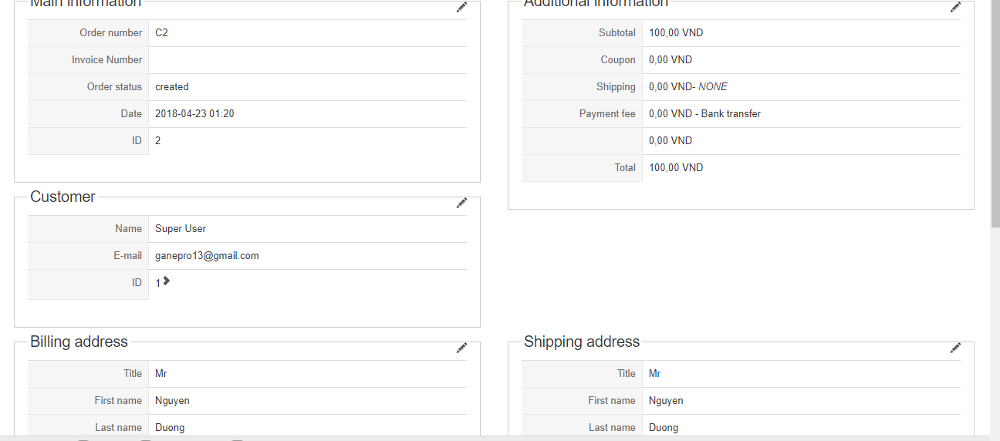 Main information
Order number C2
Invoice Number
Order status created
Date 2018-04-23 01:20
ID 2
Additional information
Subtotal 100,00 VND
Coupon 0,00 VND
Shipping 0,00 VND- NONE
Payment fee 0,00 VND - Bank transfer
0,00 VND
Total 100,00 VND
Customer
Name Super User
E-mail ganepro13@gmail.com
ID 1
Billing address
Title Mr
First name Nguyen
Last name Duong
Shipping address
Title Mr
First name Nguyen
Last name Duong